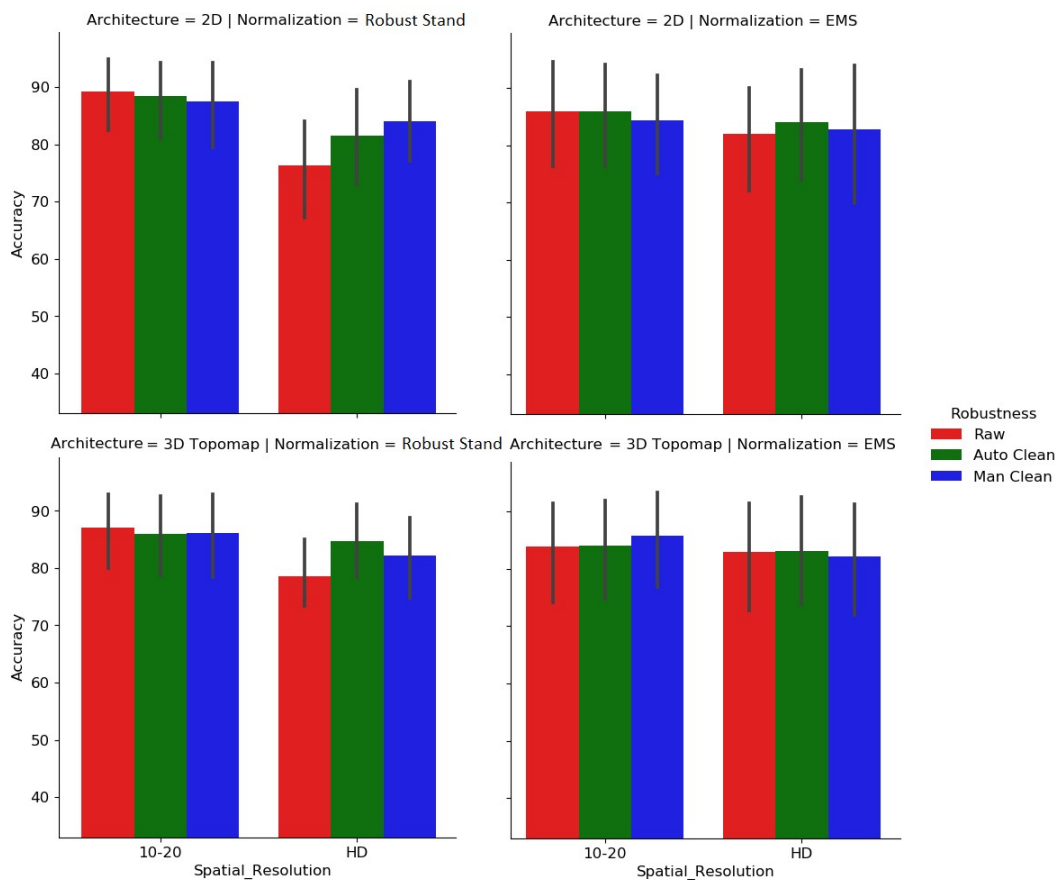 Architecture = 2D | Normalization = Robust Stand
Architecture = 2D | Normalization = EMS
90
80
70
60
50
40
Accuracy
Robustness
Raw
Auto Clean
Man Clean
Architecture = 3D Topomap | Normalization = Robust Stand
Architecture = 3D Topomap | Normalization = EMS
90
80
70
60
50
40
Accuracy
10-20
HD
Spatial_Resolution
10-20
HD
Spatial_Resolution